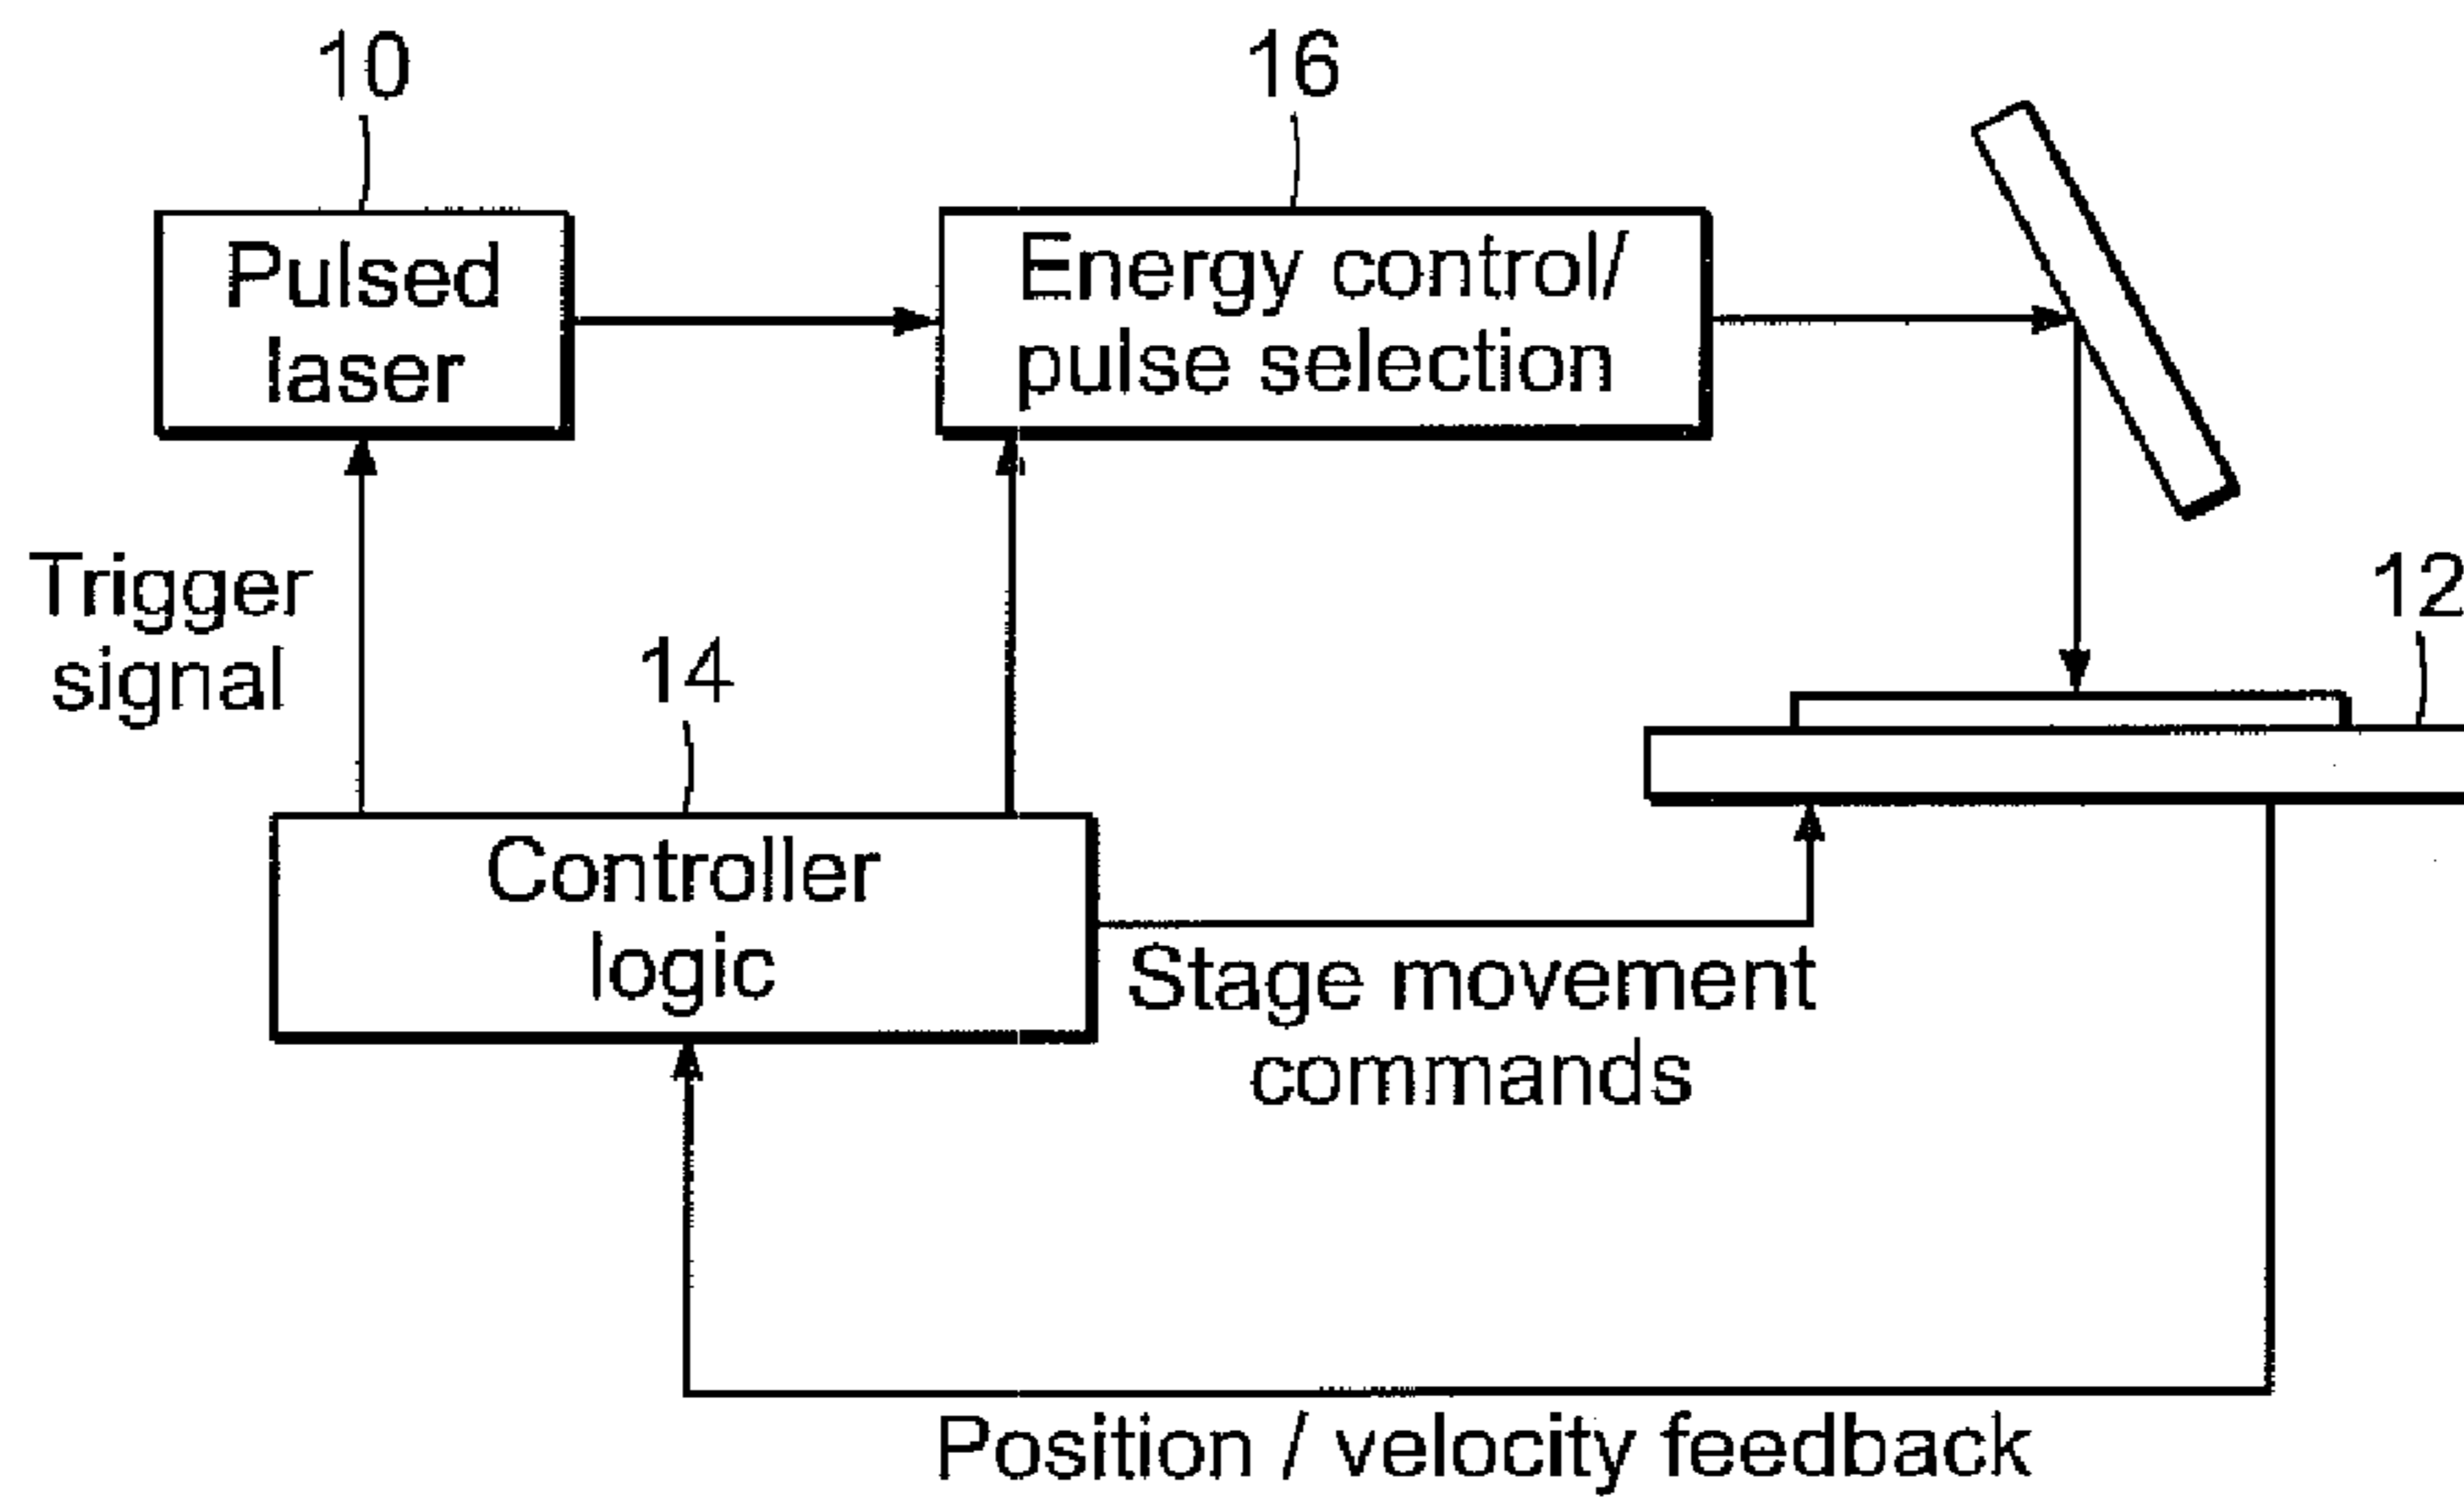 10
16
Pulsed
laser
Energy control/
pulse selection
Trigger
signal
12
14
Controller
logic
Stage movement
commands
Position / velocity feedback